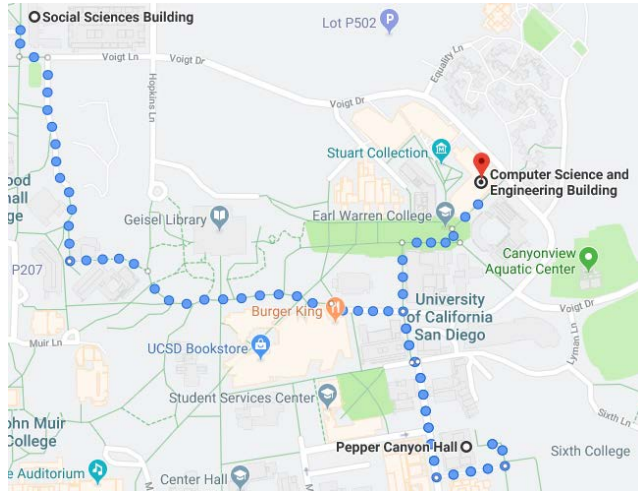 Social Sciences Building
Lot P502
Voigt Ln
Voigt Dr
Hopkins Ln
Equality Ln
Voigt Dr
Stuart Collection
Computer Science and
Engineering Building
ood
hall
ge
Geisel Library
Earl Warren College
Canyonview
Aquatic Center
P207
University
of California
San Diego
Voigt Dr
Burger King
Muir Ln
UCSD Bookstore
Lyman Ln
Student Services Center
Sixth Ln
ohn Muir
College
Pepper Canyon Hall
Sixth College
e Auditorium
Center Hall